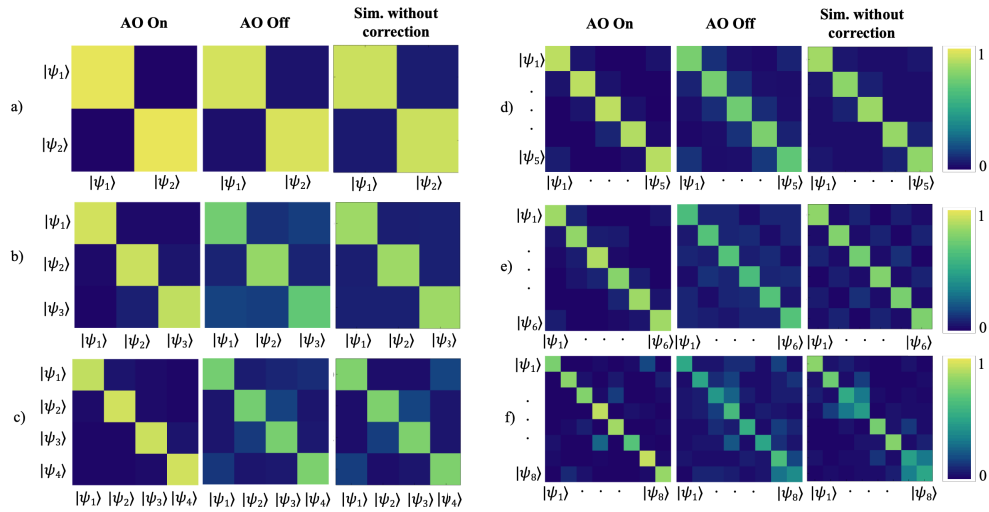 AO On AO Off Sim. without correction
AO On AO Off Sim. without correction
a)
|ψ₁⟩
|ψ₂⟩
|ψ₁⟩ |ψ₂⟩ |ψ₁⟩ |ψ₂⟩ |ψ₁⟩ |ψ₂⟩
b)
|ψ₁⟩
|ψ₂⟩
|ψ₃⟩
|ψ₁⟩ |ψ₂⟩ |ψ₃⟩ |ψ₁⟩ |ψ₂⟩ |ψ₃⟩ |ψ₁⟩ |ψ₂⟩ |ψ₃⟩
c)
|ψ₁⟩
|ψ₂⟩
|ψ₃⟩
|ψ₄⟩
|ψ₁⟩ |ψ₂⟩ |ψ₃⟩ |ψ₄⟩ |ψ₁⟩ |ψ₂⟩ |ψ₃⟩ |ψ₄⟩ |ψ₁⟩ |ψ₂⟩ |ψ₃⟩ |ψ₄⟩
d)
|ψ₁⟩
·
·
·
|ψ₅⟩
|ψ₁⟩ · · · |ψ₅⟩ |ψ₁⟩ · · · |ψ₅⟩ |ψ₁⟩ · · · |ψ₅⟩
1
0
e)
|ψ₁⟩
·
·
·
|ψ₆⟩
|ψ₁⟩ · · · |ψ₆⟩ |ψ₁⟩ · · · |ψ₆⟩ |ψ₁⟩ · · · |ψ₆⟩
1
0
f)
|ψ₁⟩
·
·
·
|ψ₈⟩
|ψ₁⟩ · · · |ψ₈⟩ |ψ₁⟩ · · · |ψ₈⟩ |ψ₁⟩ · · · |ψ₈⟩
1
0